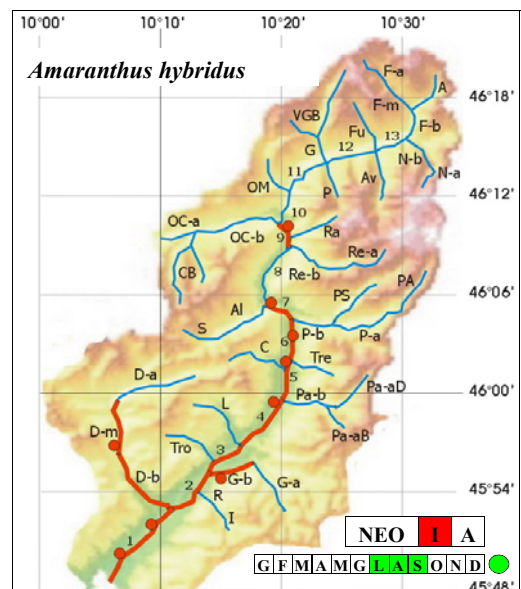 10°00' 10°10' 10°20' 10°30'
Amaranthus hybridus
F-a
A
46°18'
F-m
VGB
Fu
F-b
13
G
12
N-b
11
N-a
OM
P
Av
46°12'
OC-a
10
Ra
OC-b
9
Re-a
8
CB
Re-b
PA
46°06'
7
PS
Al
S
6
P-b
P-a
C
Tre
D-a
5
46°00'
Pa-b
Pa-aD
L
4
D-m
Pa-aB
Tro
3
D-b
G-b
G-a
45°54'
2
R
I
1
NEO I A
G F M A M G L A S O N D
45°48'